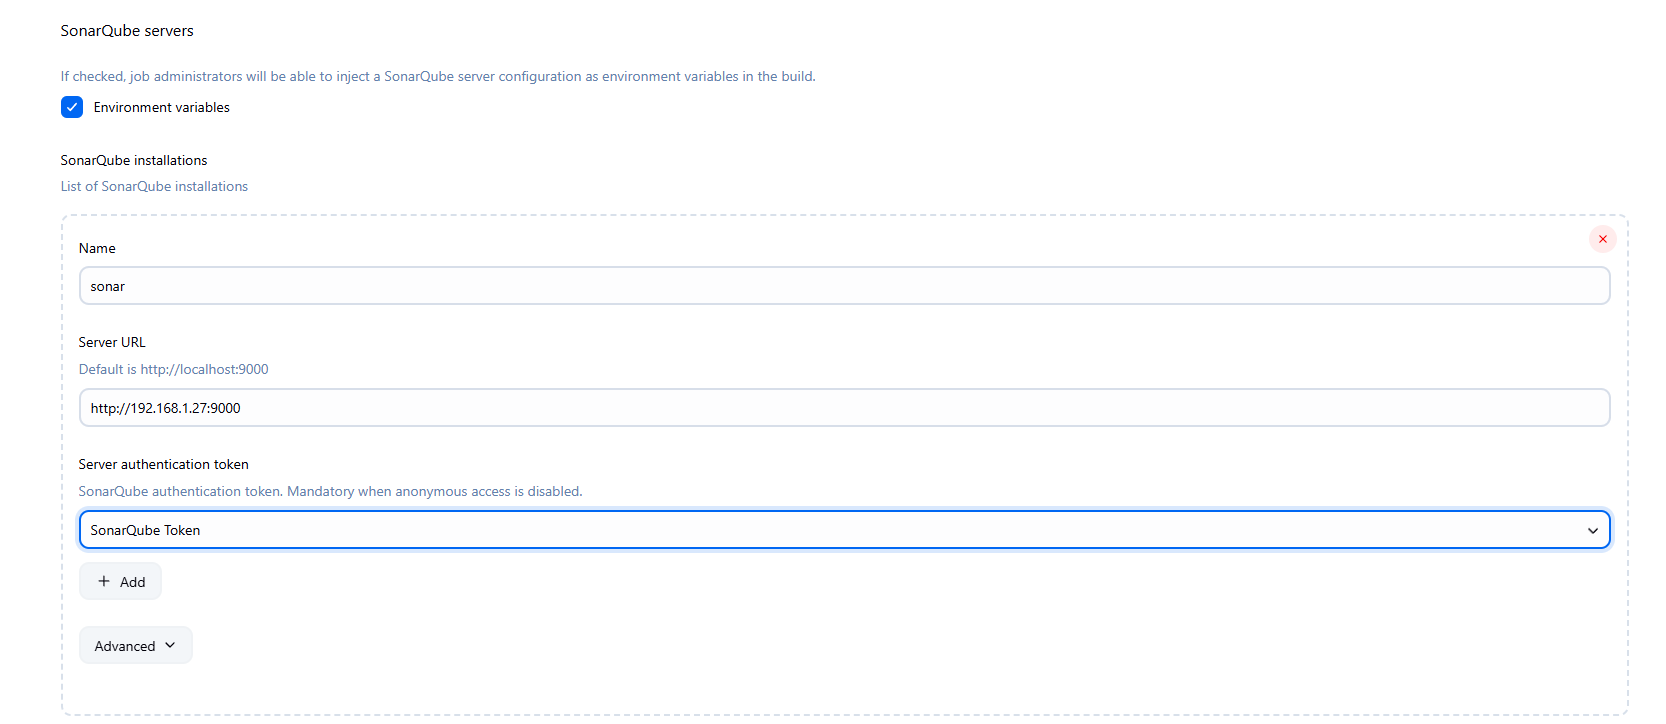 SonarQube servers
If checked, job administrators will be able to inject a SonarQube server configuration as environment variables in the build.
Environment variables
SonarQube installations
List of SonarQube installations
Name
sonar
Server URL
Default is http://localhost:9000
http://192.168.1.27:9000
Server authentication token
SonarQube authentication token. Mandatory when anonymous access is disabled.
SonarQube Token
+ Add
Advanced